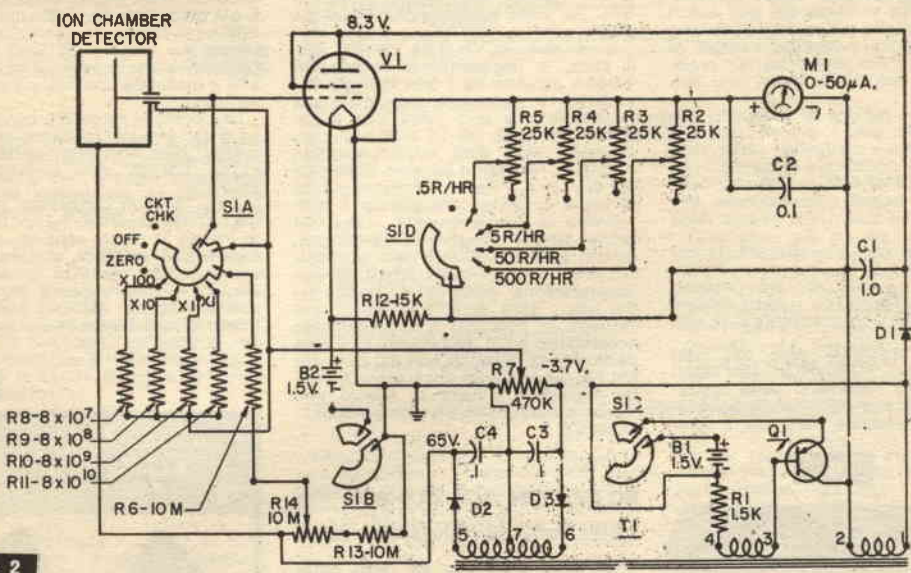 ION CHAMBER
DETECTOR
8.3 V.
V1
M1
0-50µA.
+
-
R5
25K
R4
25K
R3
25K
R2
25K
C2
0.1
C1
1.0
D1
CKT
CHK
S1A
OFF
ZERO
X100
X10
X1
.5R/HR
5R/HR
50 R/HR
500 R/HR
S1D
R12-15K
B2
1.5V.
+
-
R7
-3.7V.
470K
R8-8 x 10⁷
R9-8 x 10⁸
R10-8 x 10⁹
R11-8 x 10¹⁰
R6-10 M
R14
10 M
R13-10M
S1B
65V.
C4
.1
C3
.1
D2
D3
5
7
6
S1C
B1
1.5V.
+
-
Q1
R1
1.5K
T1
4
3
2
1
2